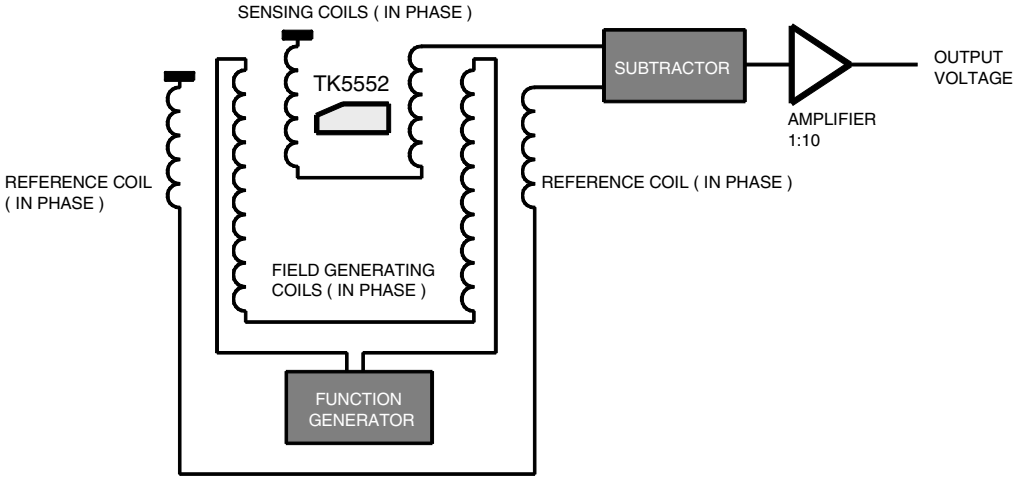 SENSING COILS ( IN PHASE )
TK5552
SUBTRACTOR
OUTPUT
VOLTAGE
AMPLIFIER
1:10
REFERENCE COIL
( IN PHASE )
REFERENCE COIL ( IN PHASE )
FIELD GENERATING
COILS ( IN PHASE )
FUNCTION
GENERATOR